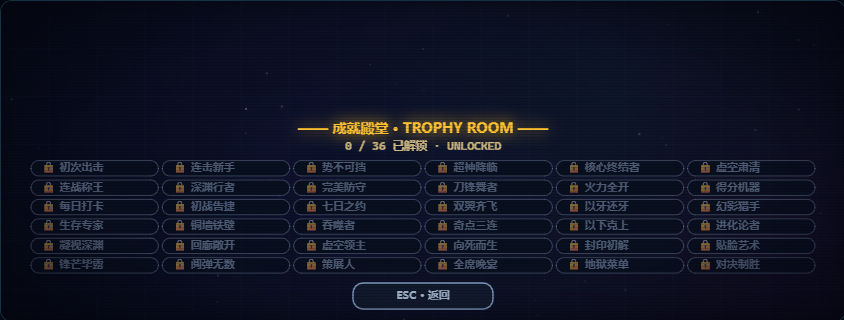 成就殿堂 • TROPHY ROOM
0 / 36 已解锁 · UNLOCKED
初次出击 连击新手 势不可挡 超神降临 核心终结者 虚空肃清
连战称王 深渊行者 完美防守 刀锋舞者 火力全开 得分机器
每日打卡 初战告捷 七日之约 双翼齐飞 以牙还牙 幻影猎手
生存专家 铜墙铁壁 吞噬者 奇点三连 以下克上 进化论者
凝视深渊 回廊敞开 虚空领主 向死而生 封印初解 贴脸艺术
锋芒毕露 阅弹无数 策展人 全席晚宴 地狱菜单 对决制胜
ESC • 返回